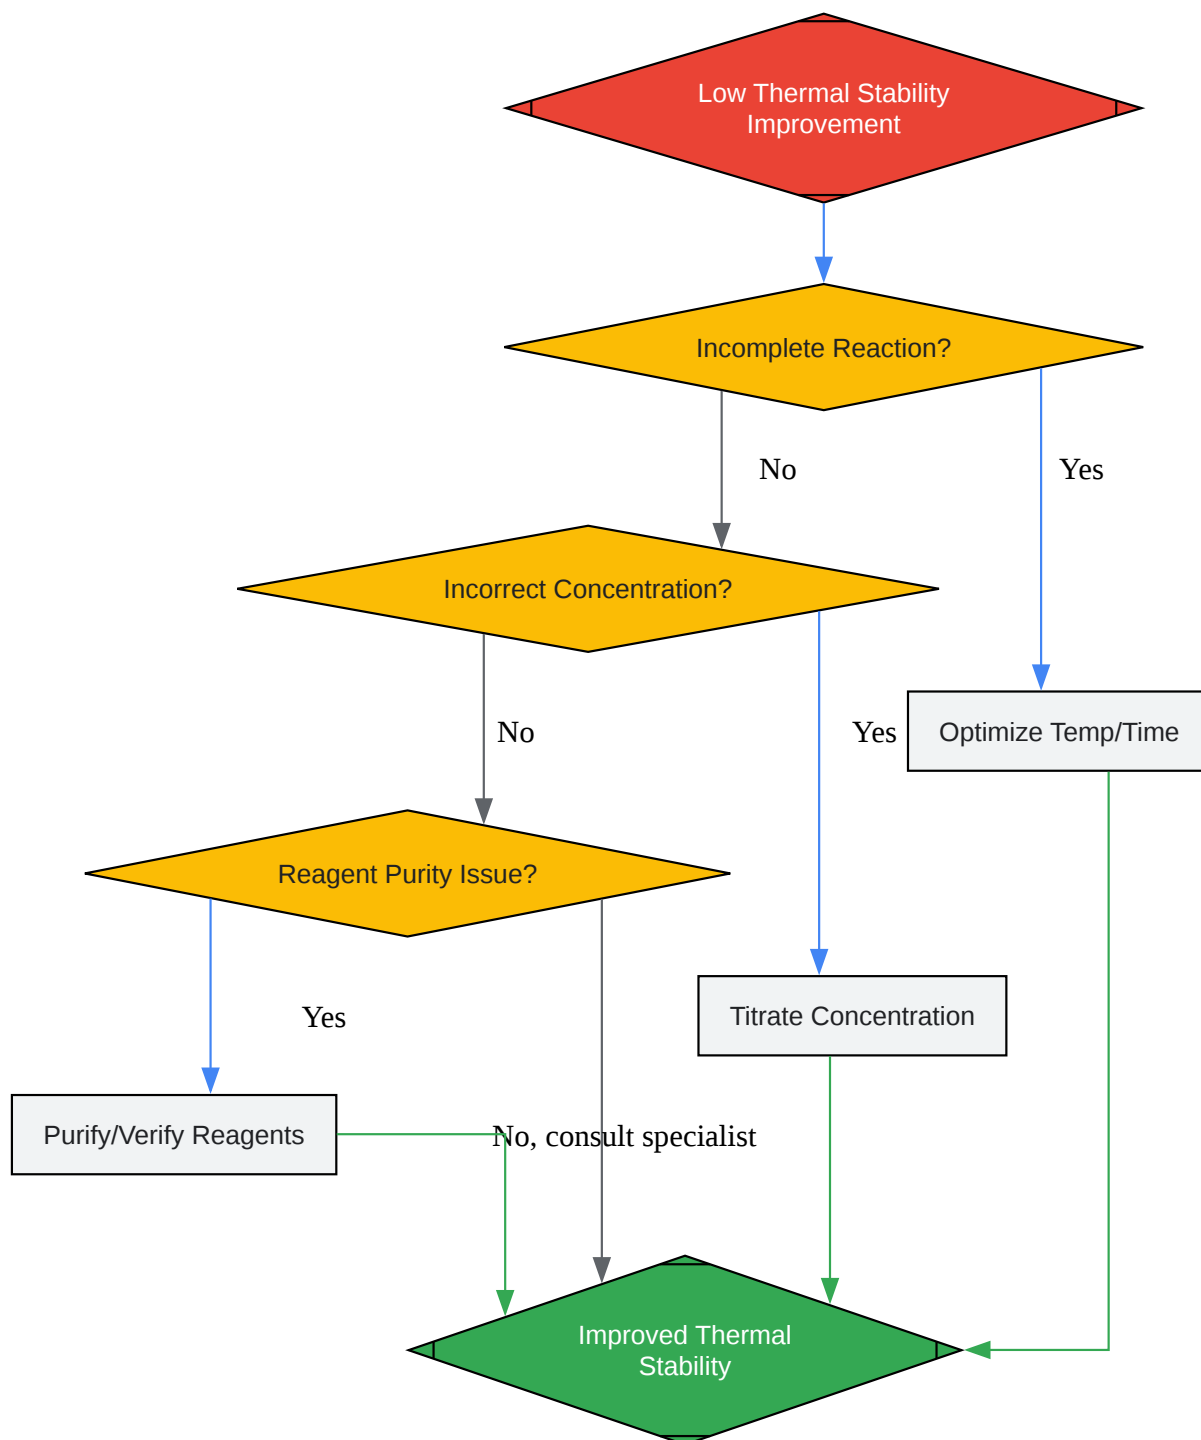 Low Thermal Stability
Improvement
Incomplete Reaction?
No
Yes
Incorrect Concentration?
No
Yes
Optimize Temp/Time
Reagent Purity Issue?
Yes
Titrate Concentration
Purify/Verify Reagents
No, consult specialist
Improved Thermal
Stability